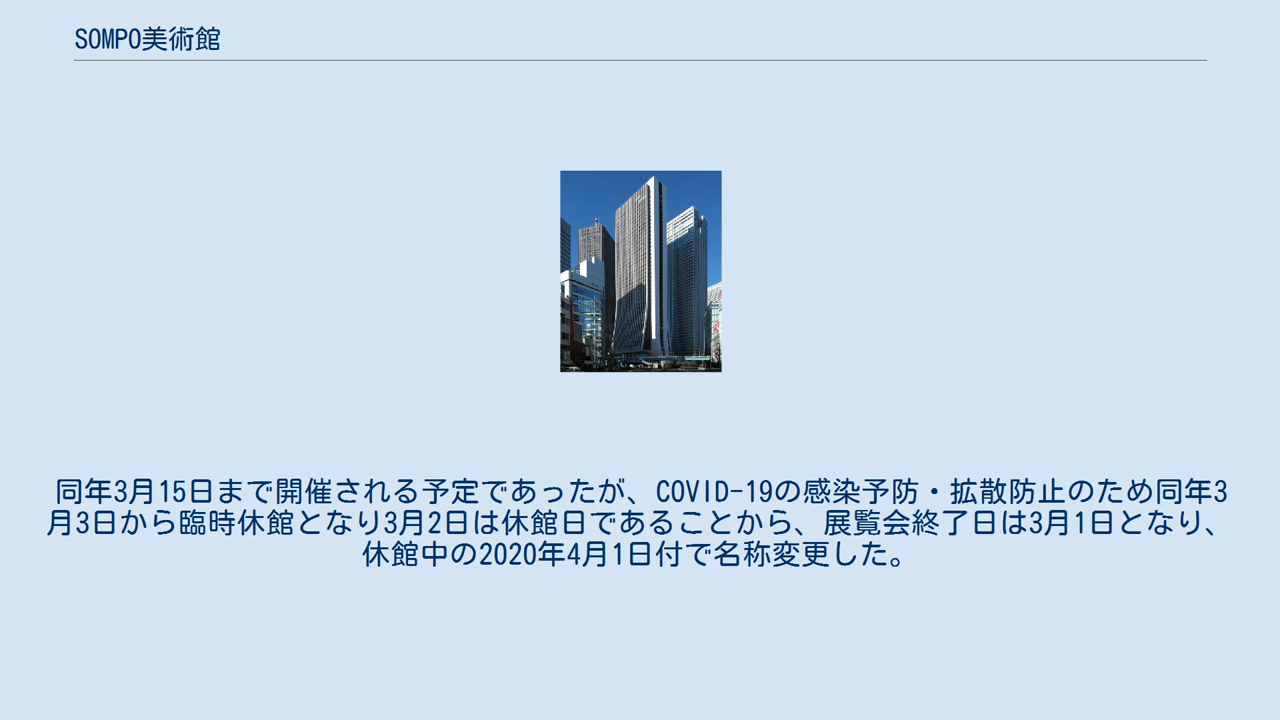 SOMPO美術館
同年3月15日まで開催される予定であったが、COVID-19の感染予防・拡散防止のため同年3
月3日から臨時休館となり3月2日は休館日であることから、展覧会終了日は3月1日となり、
休館中の2020年4月1日付で名称変更した。